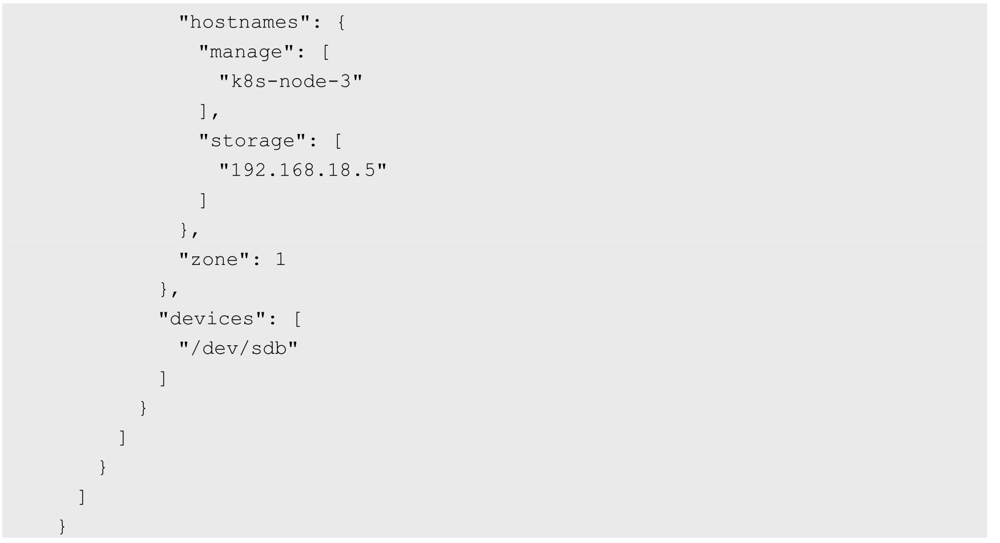 "hostnames": {
"manage": [
"k8s-node-3"
],
"storage": [
"192.168.18.5"
]
},
"zone": 1
},
"devices": [
"/dev/sdb"
]
}
]
}
]
}